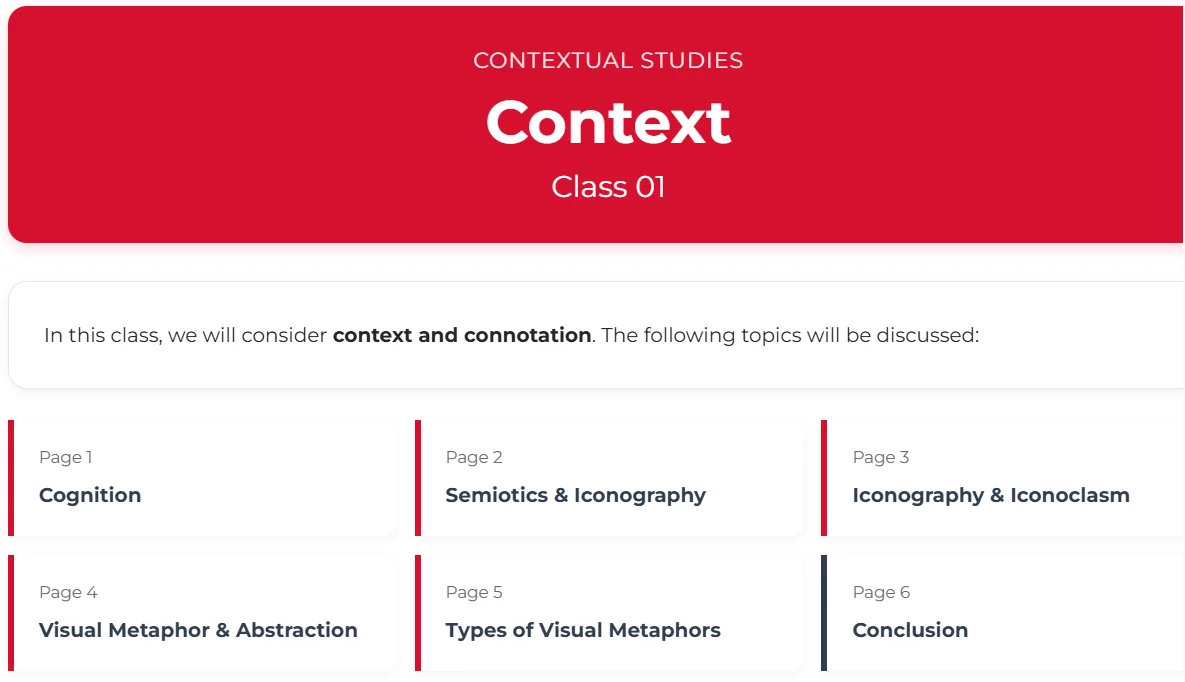 CONTEXTUAL STUDIES
Context
Class 01
In this class, we will consider context and connotation. The following topics will be discussed:
Page 1
Cognition
Page 2
Semiotics & Iconography
Page 3
Iconography & Iconoclasm
Page 4
Visual Metaphor & Abstraction
Page 5
Types of Visual Metaphors
Page 6
Conclusion